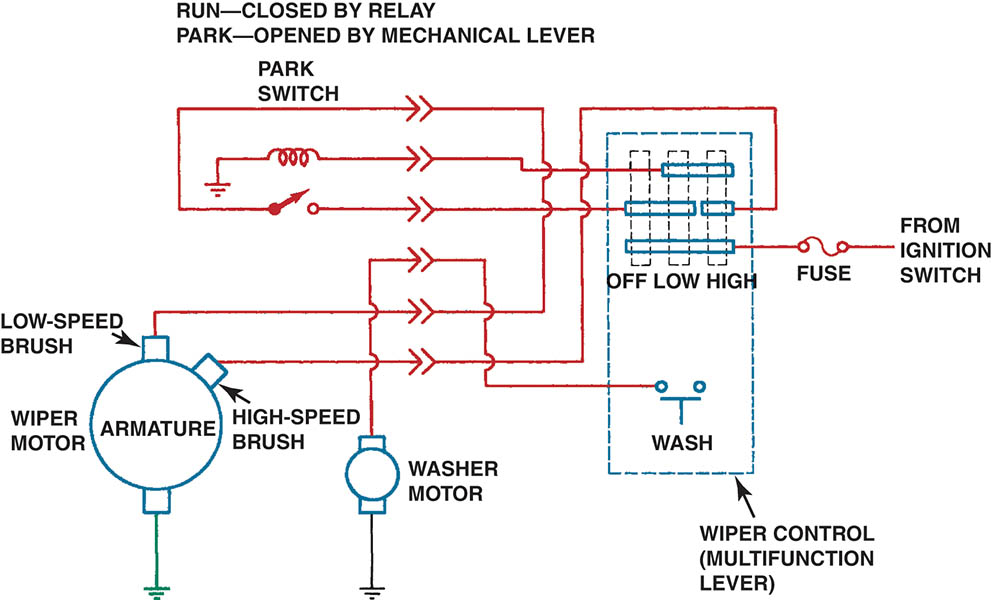 RUN—CLOSED BY RELAY
PARK—OPENED BY MECHANICAL LEVER
PARK
SWITCH
FROM
IGNITION
SWITCH
FUSE
OFF LOW HIGH
LOW-SPEED
BRUSH
WIPER
MOTOR
ARMATURE
HIGH-SPEED
BRUSH
WASHER
MOTOR
WASH
WIPER CONTROL
(MULTIFUNCTION
LEVER)